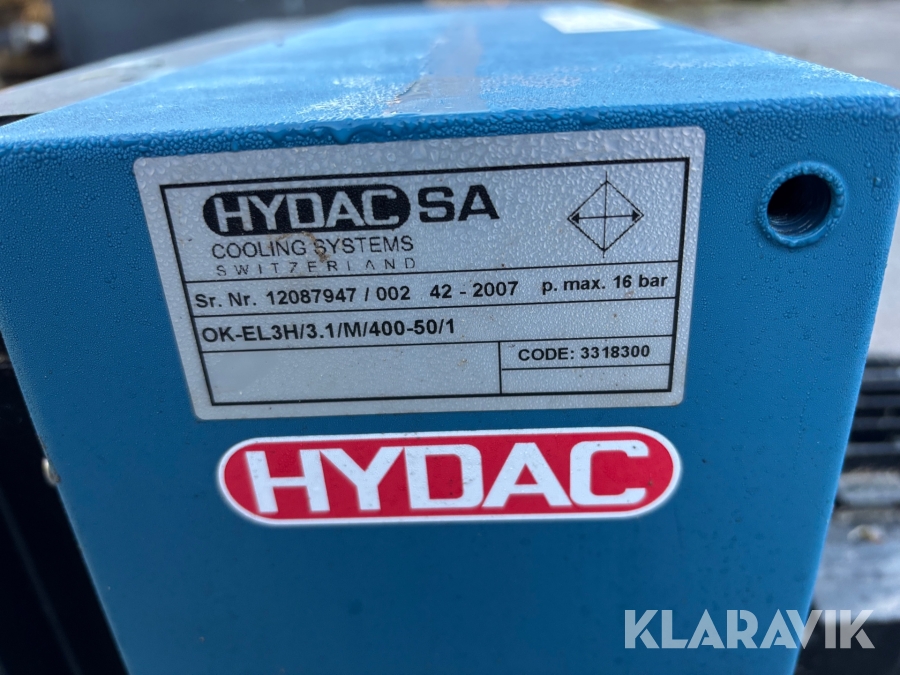 HYDAC SA
COOLING SYSTEMS
SWITZERLAND
Sr. Nr. 12087947 / 002 42 - 2007 p. max. 16 bar
OK-EL3H/3.1/M/400-50/1
CODE: 3318300
HYDAC
KLARAVIK